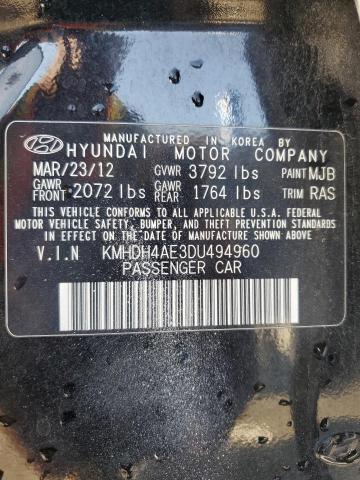 MANUFACTURED IN KOREA BY
HYUNDAI MOTOR COMPANY
MAR/23/12 GVWR 3792 lbs PAINT MJB
GAWR FRONT 2072 lbs GAWR REAR 1764 lbs TRIM RAS
THIS VEHICLE CONFORMS TO ALL APPLICABLE U.S.A. FEDERAL
MOTOR VEHICLE SAFETY, BUMPER, AND THEFT PREVENTION
STANDARDS IN EFFECT ON THE DATE OF MANUFACTURE SHOWN ABOVE.
V.I.N KMHDH4AE3DU494960
PASSENGER CAR